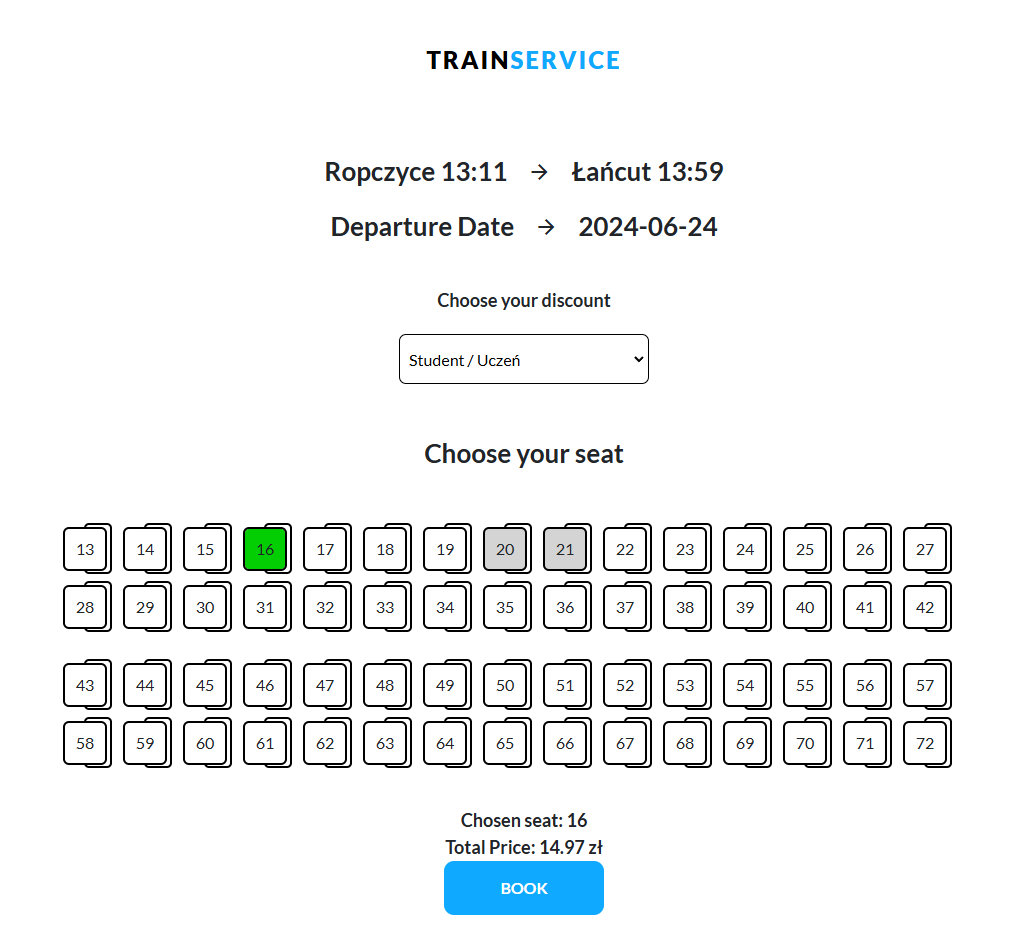 TRAINSERVICE
Ropczyce 13:11 → Łańcut 13:59
Departure Date → 2024-06-24
Choose your discount
Student / Uczeń
Choose your seat
13 14 15 16 17 18 19 20 21 22 23 24 25 26 27
28 29 30 31 32 33 34 35 36 37 38 39 40 41 42
43 44 45 46 47 48 49 50 51 52 53 54 55 56 57
58 59 60 61 62 63 64 65 66 67 68 69 70 71 72
Chosen seat: 16
Total Price: 14.97 zł
BOOK